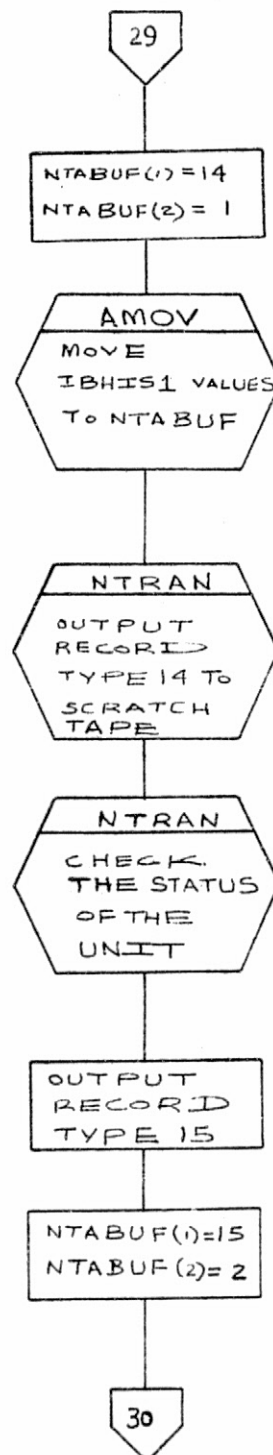 29
NTABUF(1)=14
NTABUF(2)= 1
AMOV
MOVE
IBHIS1 VALUES
TO NTABUF
NTRAN
OUTPUT
RECORD
TYPE 14 TO
SCRATCH
TAPE
NTRAN
CHECK.
THE STATUS
OF THE
UNIT
OUTPUT
RECORD
TYPE 15
NTABUF(1)=15
NTABUF(2)= 2
30